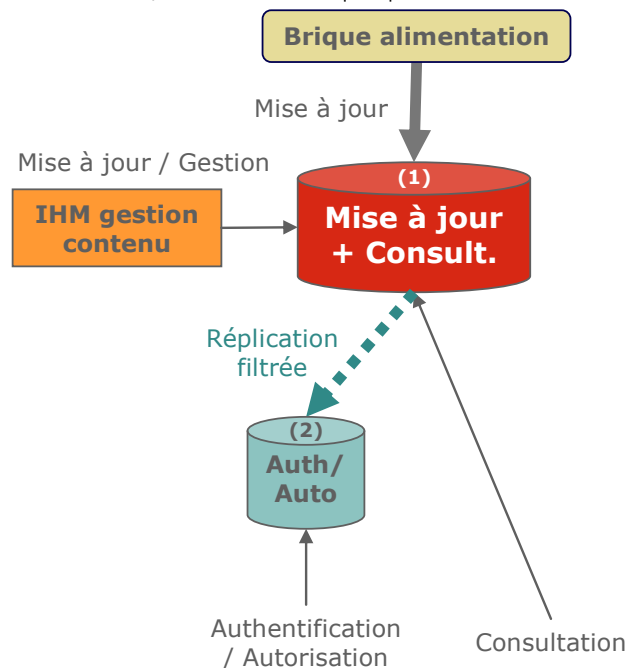 Brique alimentation
Mise à jour
Mise à jour / Gestion
(1)
IHM gestion
contenu
Mise à jour
+ Consult.
Réplication
filtrée
(2)
Auth/
Auto
Authentification
/ Autorisation
Consultation